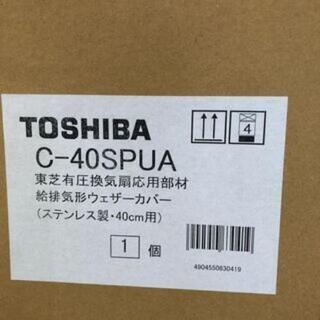 TOSHIBA
4
C-40SPUA
東芝有圧換気扇応用部材
給排気形ウェザーカバー
(ステンレス製・40cm用)
1 個
4904550630419